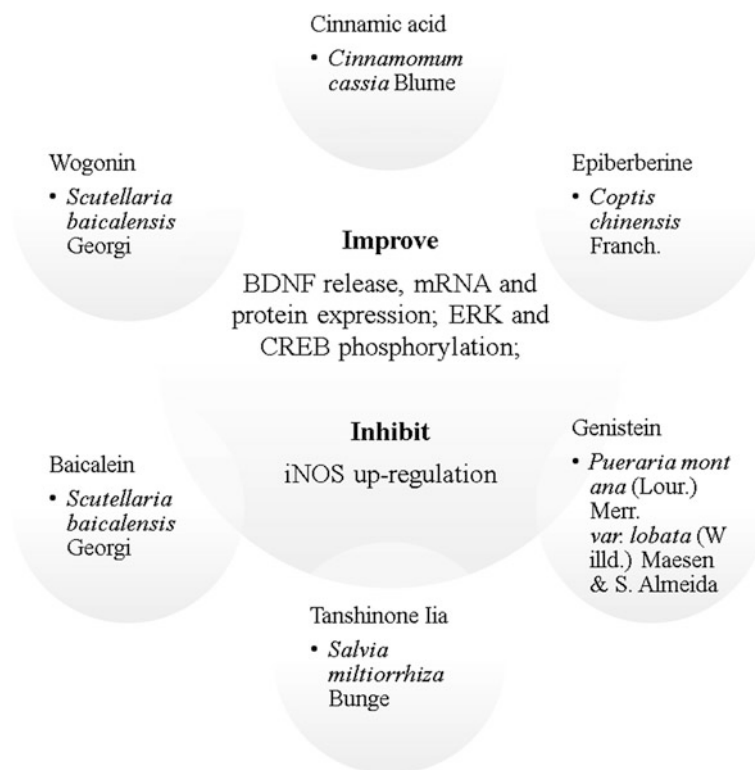 Cinnamic acid
• Cinnamomum
cassia Blume
Wogonin
• Scutellaria
baicalensis
Georgi
Epiberberine
• Coptis
chinensis
Franch.
Improve
BDNF release, mRNA and
protein expression; ERK and
CREB phosphorylation;
Inhibit
iNOS up-regulation
Baicalein
• Scutellaria
baicalensis
Georgi
Genistein
• Pueraria mont
ana (Lour.)
Merr.
var. lobata (W
illd.) Maesen
& S. Almeida
Tanshinone Iia
• Salvia
miltiorrhiza
Bunge